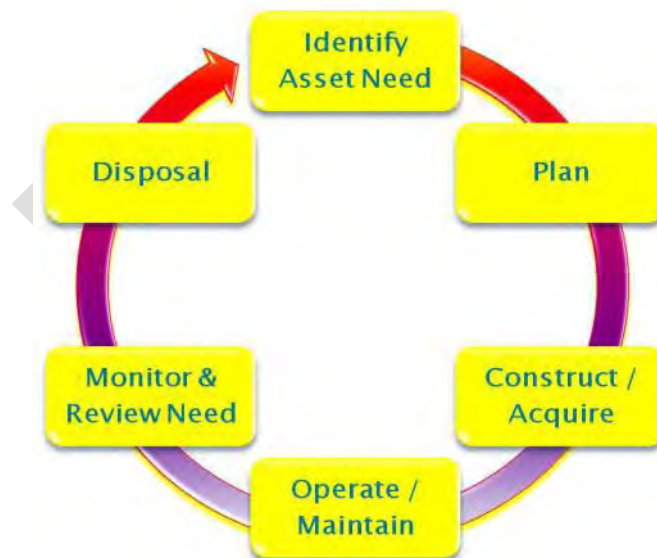 Identify
Asset Need
Plan
Construct /
Acquire
Operate /
Maintain
Monitor &
Review Need
Disposal